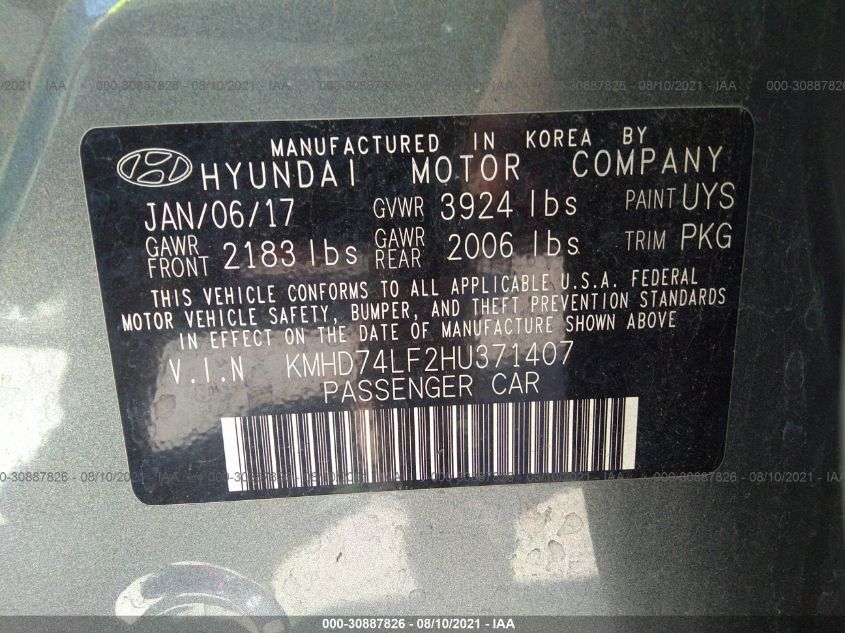 000-30887826 - 08/10/2021 - IAA
MANUFACTURED IN KOREA BY
HYUNDAI MOTOR COMPANY
JAN/06/17 GVWR 3924 lbs PAINT UYS
GAWR FRONT 2183 lbs GAWR REAR 2006 lbs TRIM PKG
THIS VEHICLE CONFORMS TO ALL APPLICABLE U.S.A. FEDERAL
MOTOR VEHICLE SAFETY, BUMPER, AND THEFT PREVENTION STANDARDS
IN EFFECT ON THE DATE OF MANUFACTURE SHOWN ABOVE
V.I.N KMHD74LF2HU371407
PASSENGER CAR
000-30887826 - 08/10/2021 - IAA